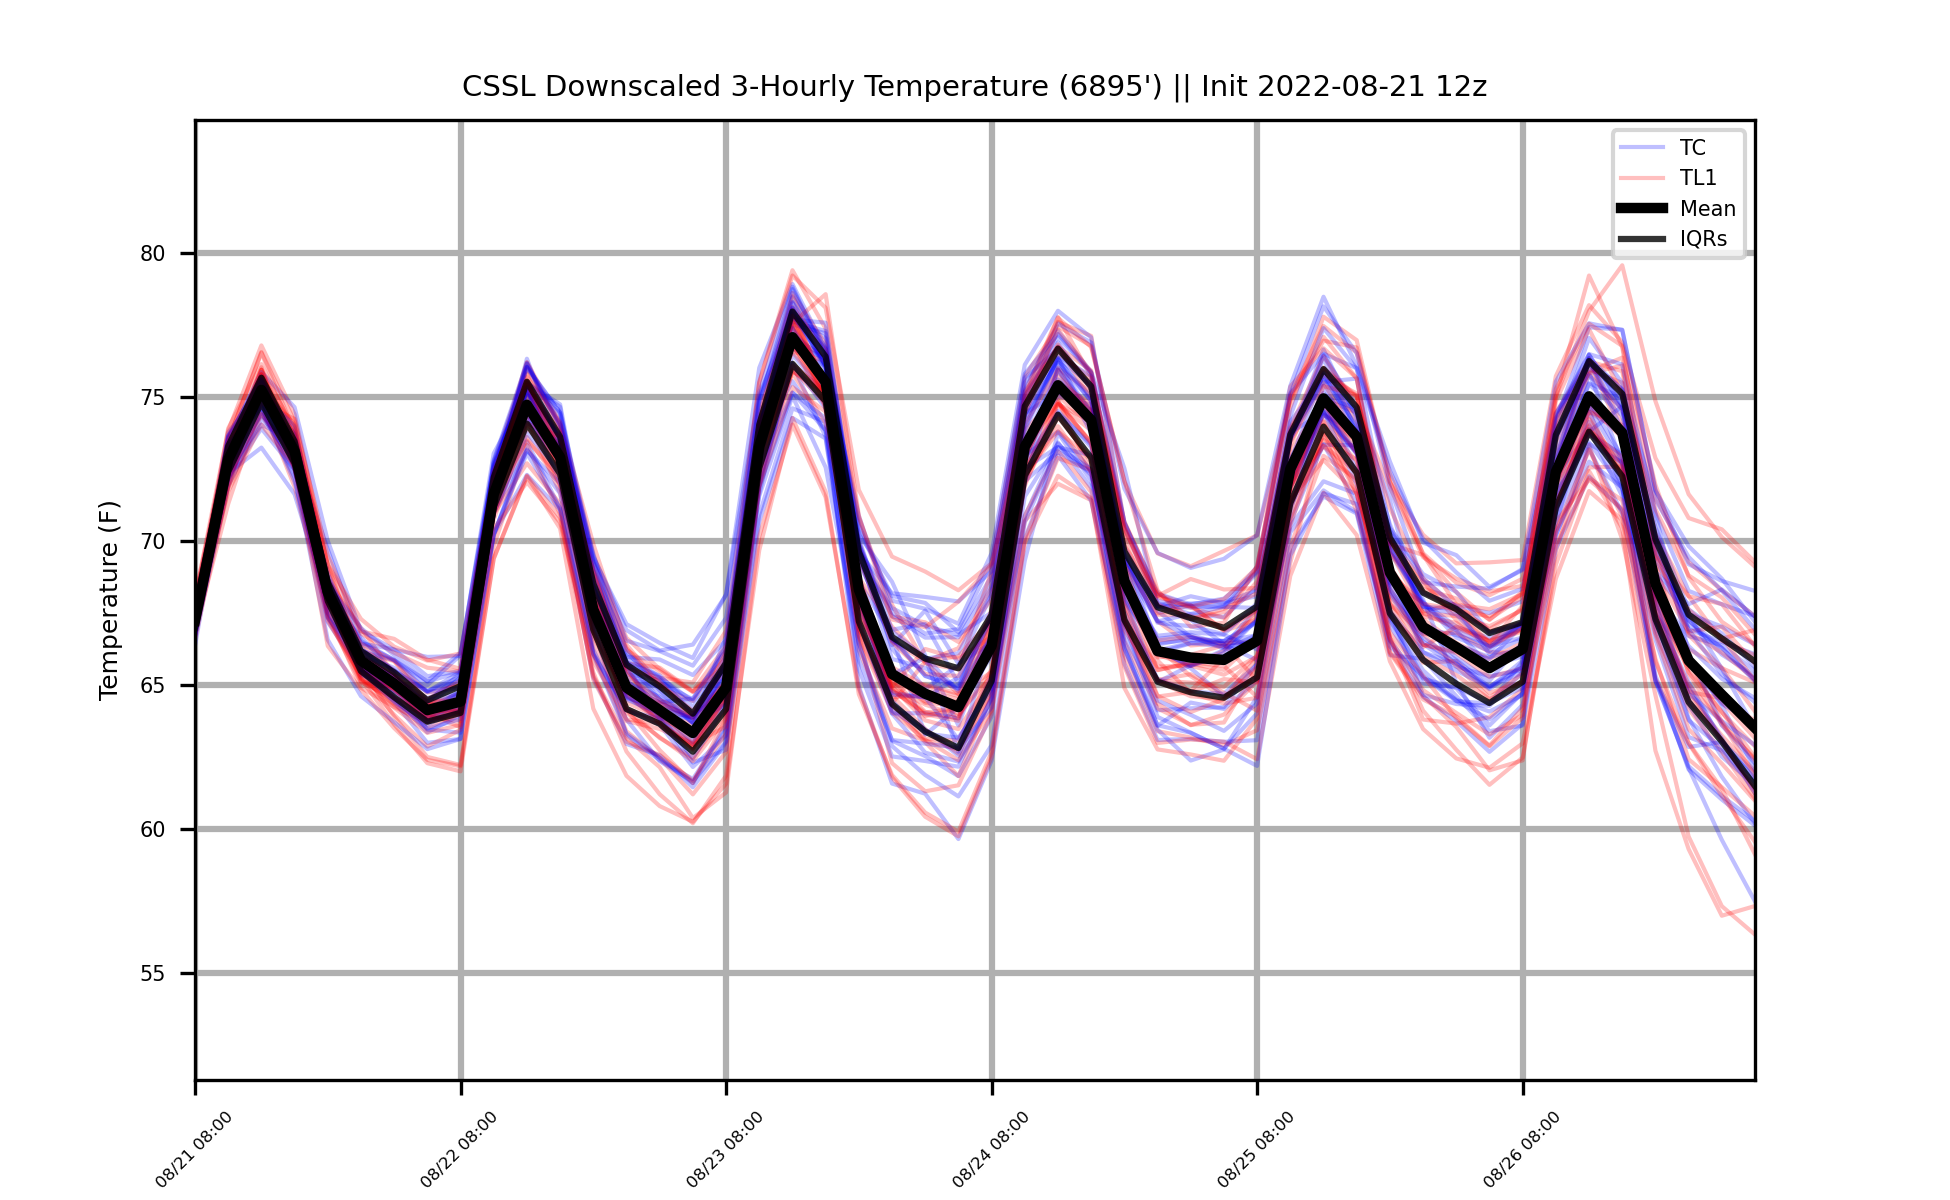 CSSL Downscaled 3-Hourly Temperature (6895') || Init 2022-08-21 12z
TC
TL1
Mean
IQRs
Temperature (F)
80
75
70
65
60
55
08/21 08:00
08/22 08:00
08/23 08:00
08/24 08:00
08/25 08:00
08/26 08:00